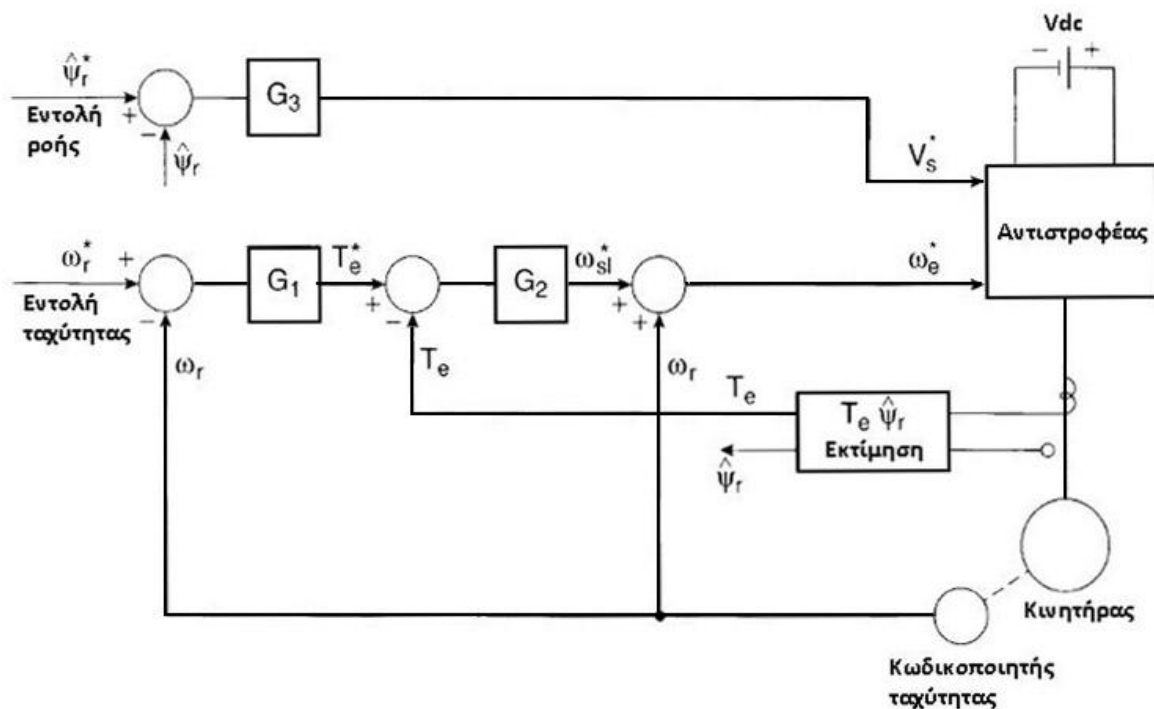 Vdc
− +
ψ̂r*
+
Εντολή
ροής
−
ψ̂r
G3
Vs*
Αντιστροφέας
ωr*
+
Εντολή
ταχύτητας
−
ωr
G1
Te*
+
−
Te
G2
ωsl*
+
+
ωr
ωe*
Te
Te ψ̂r
Εκτίμηση
ψ̂r
Κινητήρας
Κωδικοποιητής
ταχύτητας